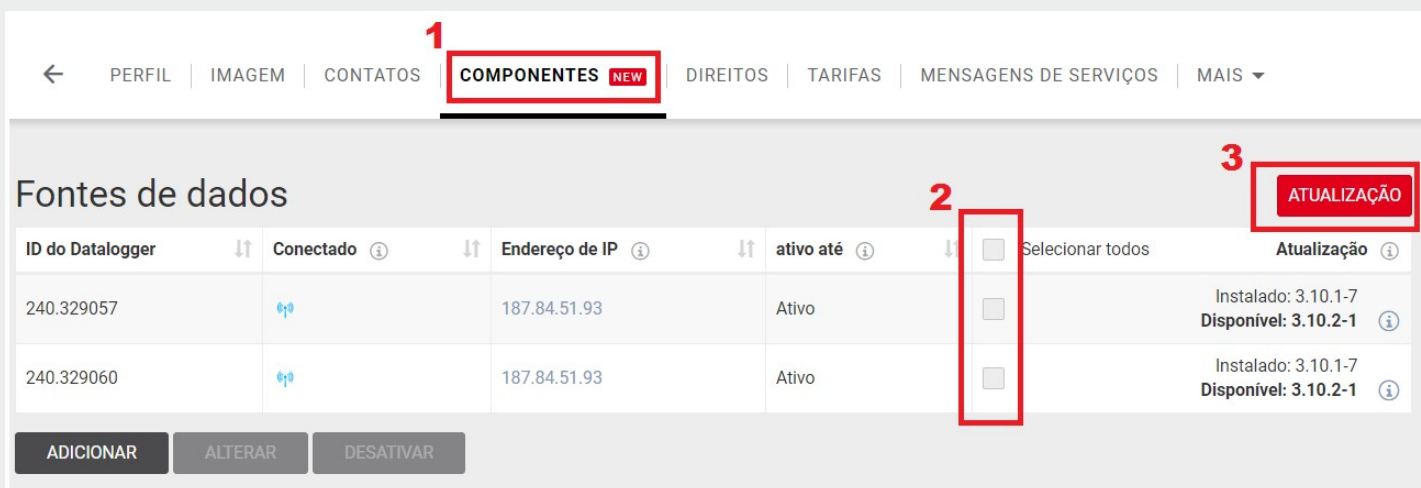 1
PERFIL IMAGEM CONTATOS COMPONENTES NEW DIREITOS TARIFAS MENSAGENS DE SERVIÇOS MAIS
3
Fontes de dados
2
ATUALIZAÇÃO
ID do Datalogger Conectado Endereço de IP ativo até Selecionar todos Atualização
240.329057 187.84.51.93 Ativo Instalado: 3.10.1-7
Disponível: 3.10.2-1
240.329060 187.84.51.93 Ativo Instalado: 3.10.1-7
Disponível: 3.10.2-1
ADICIONAR ALTERAR DESATIVAR